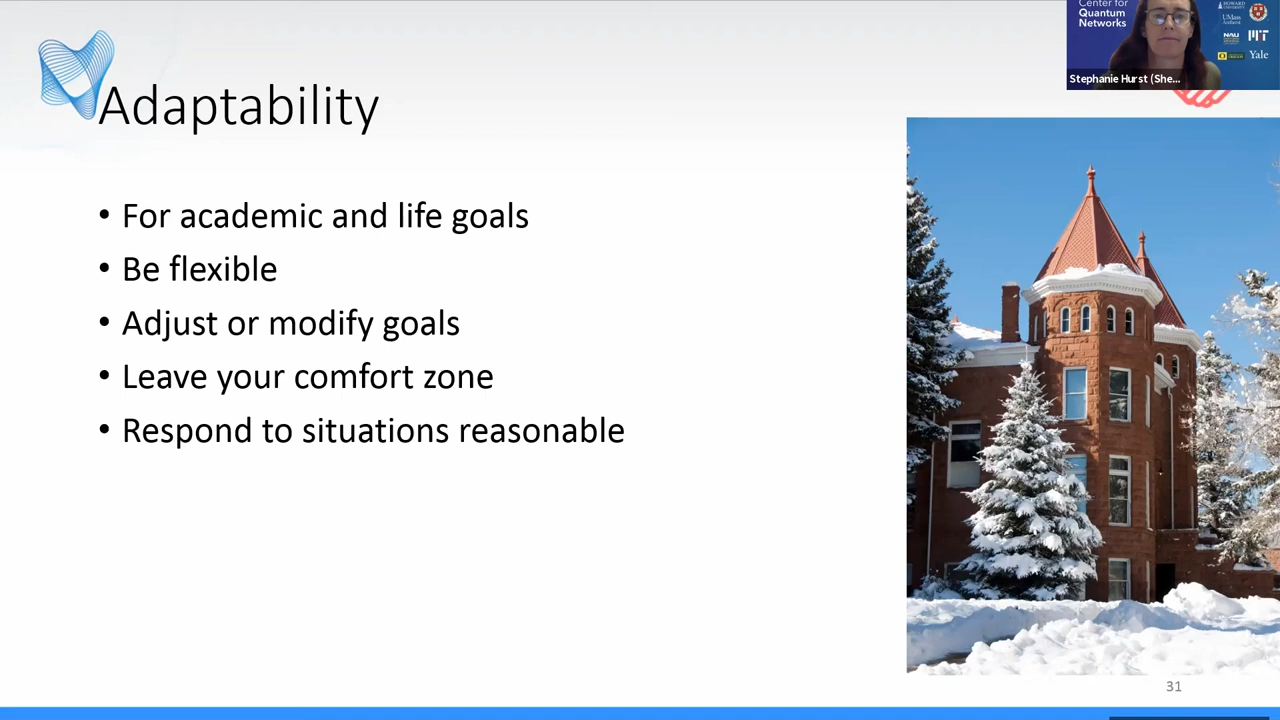 Adaptability
• For academic and life goals
• Be flexible
• Adjust or modify goals
• Leave your comfort zone
• Respond to situations reasonable
31
Center for
Quantum
Networks
HOWARD
UMass
Amherst
NAU
MIT
Yale
Stephanie Hurst (She...